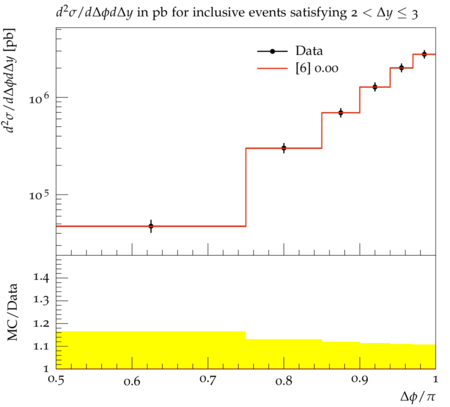 d²σ/dΔφdΔy in pb for inclusive events satisfying 2 < Δy ≤ 3
d²σ/dΔφdΔy [pb]
Data
[6] 0.00
10⁶
10⁵
MC/Data
1.4
1.3
1.2
1.1
1
0.5 0.6 0.7 0.8 0.9 1
Δφ/π